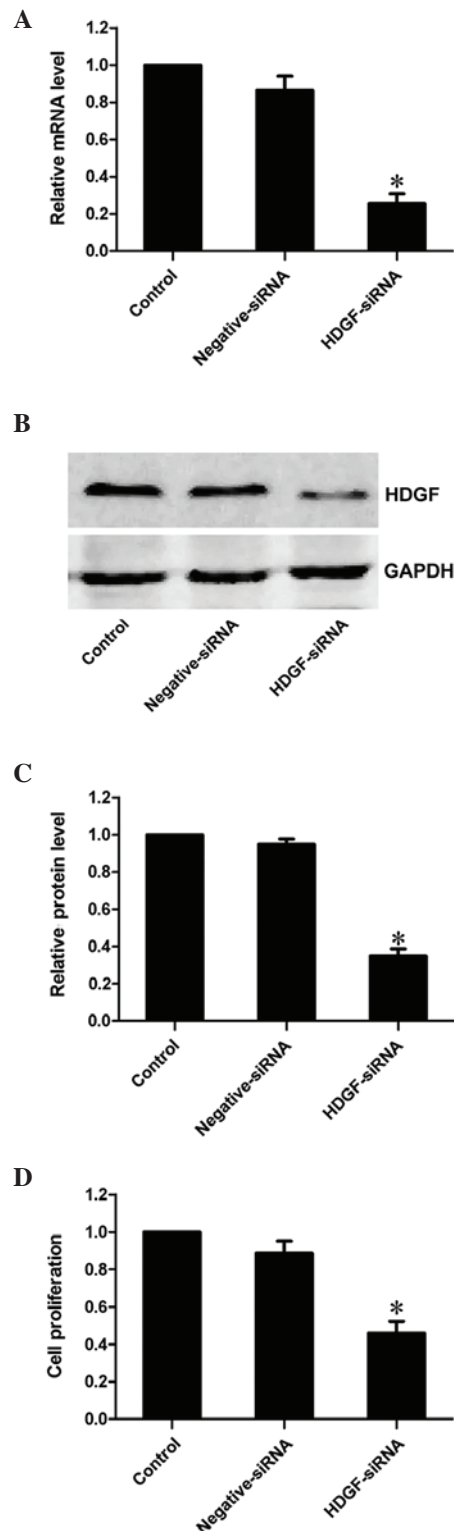 A
Relative mRNA level
1.2
1.0
0.8
0.6
0.4
0.2
0.0
*
Control
Negative-siRNA
HDGF-siRNA
B
HDGF
GAPDH
Control
Negative-siRNA
HDGF-siRNA
C
Relative protein level
1.2
1.0
0.8
0.6
0.4
0.2
0.0
*
Control
Negative-siRNA
HDGF-siRNA
D
Cell proliferation
1.2
1.0
0.8
0.6
0.4
0.2
0.0
*
Control
Negative-siRNA
HDGF-siRNA